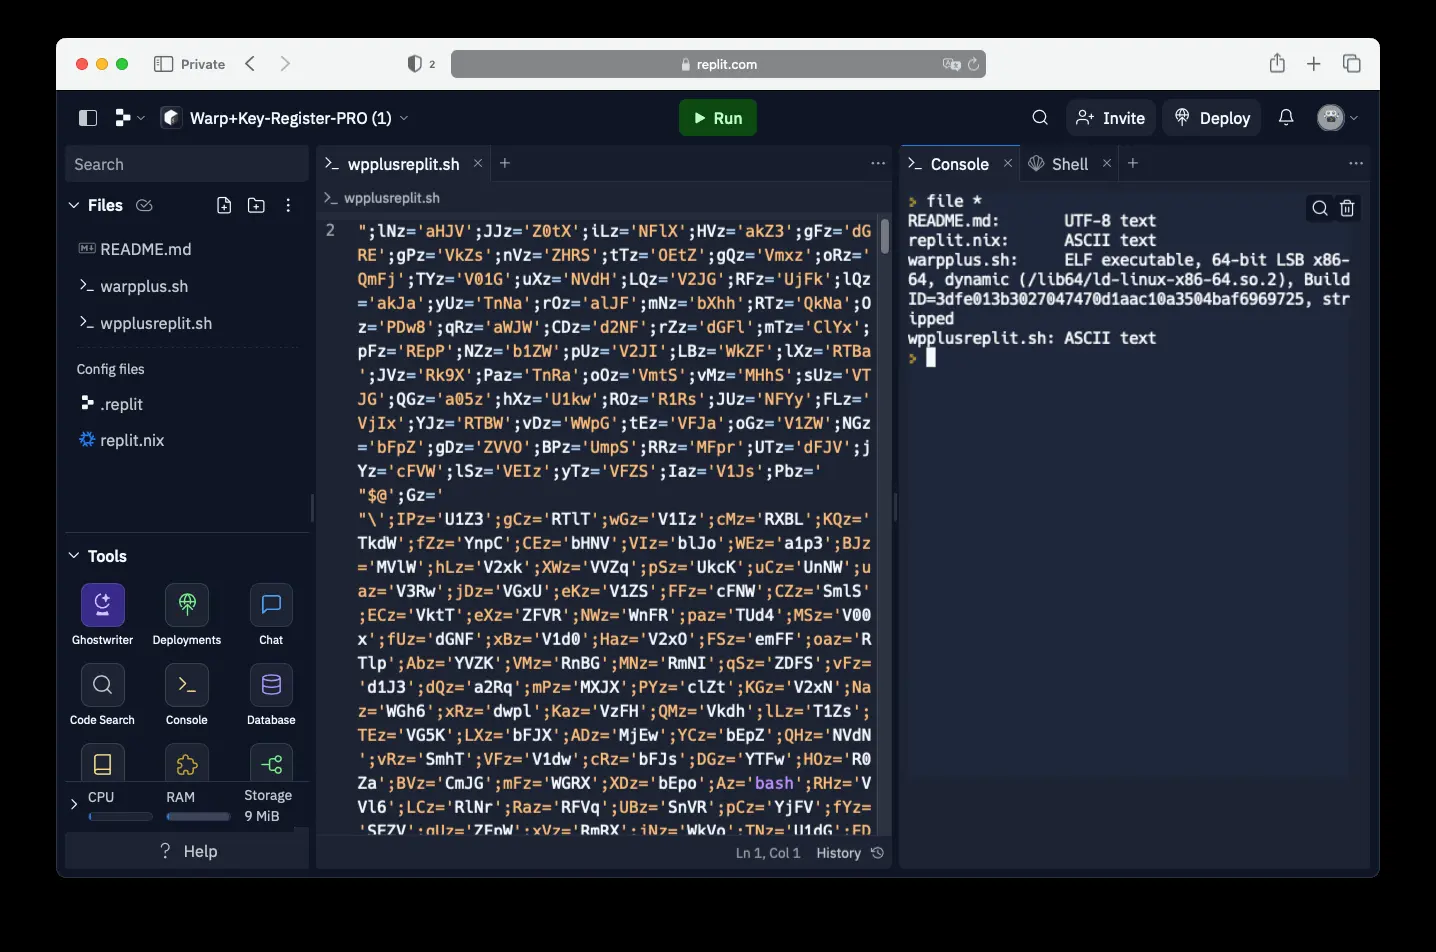 Private
2
replit.com
Warp+Key-Register-PRO (1)
Run
Invite
Deploy
Search
Files
README.md
warpplus.sh
wpplusreplit.sh
Config files
.replit
replit.nix
Tools
Ghostwriter
Deployments
Chat
Code Search
Console
Database
CPU
RAM
Storage
9 MiB
? Help
>_ wpplusreplit.sh
>_ wpplusreplit.sh
2
";lNz='aHJV';JJz='Z0tX';iLz='NFlX';HVz='akZ3';gFz='dG
RE';gPz='VkZs';nVz='ZHRS';tTz='OEtZ';gQz='Vmxz';oRz='
QmFj';TYz='V01G';uXz='NVdH';LQz='V2JG';RFz='UjFk';lQz
='akJa';yUz='TnNa';rOz='alJF';mNz='bXhh';RTz='QkNa';O
z='PDw8';qRz='aWJW';CDz='d2NF';rZz='dGFl';mTz='ClYx';
pFz='REpP';NZz='b1ZW';pUz='V2JI';LBz='WkZF';lXz='RTBa
';JVz='Rk9X';Paz='TnRa';oOz='VmtS';vMz='MHhS';sUz='VT
JG';QGz='a05z';hXz='U1kw';ROz='R1Rs';JUz='NFYy';FLz='
VjIx';YJz='RTBW';vDz='WWpG';tEz='VFJa';oGz='V1ZW';NGz
='bFpZ';gDz='ZVVO';BPz='UmpS';RRz='MFpr';UTz='dFJV';j
Yz='cFVW';lSz='VEIz';yTz='VFZS';Iaz='V1Js';Pbz='
"$@';Gz='
"\';IPz='U1Z3';gCz='RTlT';wGz='V1Iz';cMz='RXBL';KQz='
TkdW';fZz='YnpC';CEz='bHNV';VIz='blJo';WEz='a1p3';BJz
='MVlW';hLz='V2xk';XWz='VVZq';pSz='UkcK';uCz='UnNW';u
az='V3Rw';jDz='VGxU';eKz='V1ZS';FFz='cFNW';CZz='SmlS'
;ECz='VktT';eXz='ZFVR';NWz='WnFR';paz='TUd4';MSz='V00
x';fUz='dGNF';xBz='V1d0';Haz='V2xO';FSz='emFF';oaz='R
Tlp';Abz='YVZK';VMz='RnBG';MNz='RmNI';qSz='ZDFS';vFz=
'd1J3';dQz='a2Rq';mPz='MXJX';PYz='clZt';KGz='V2xN';Na
z='WGh6';xRz='dwpl';Kaz='VzFH';QMz='Vkdh';lLz='T1Zs';
TEz='VG5K';LXz='bFJX';ADz='MjEw';YCz='bEpZ';QHz='NVdN
';vRz='SmhT';VFz='V1dw';cRz='bFJs';DGz='YTFw';HOz='R0
Za';BVz='CmJG';mFz='WGRX';XDz='bEpo';Az='bash';RHz='V
Vl6';LCz='RlNr';Raz='RFVq';UBz='SnVR';pCz='YjFV';fYz=
'SFZV';qUz='ZFpW';xVz='RmRX';jNz='WkVo';TNz='U1dG';FD
Ln 1, Col 1 History
>_ Console
Shell
file *
README.md: UTF-8 text
replit.nix: ASCII text
warpplus.sh: ELF executable, 64-bit LSB x86-
64, dynamic (/lib64/ld-linux-x86-64.so.2), Build
ID=3dfe013b3027047470d1aac10a3504baf6969725, str
ipped
wpplusreplit.sh: ASCII text